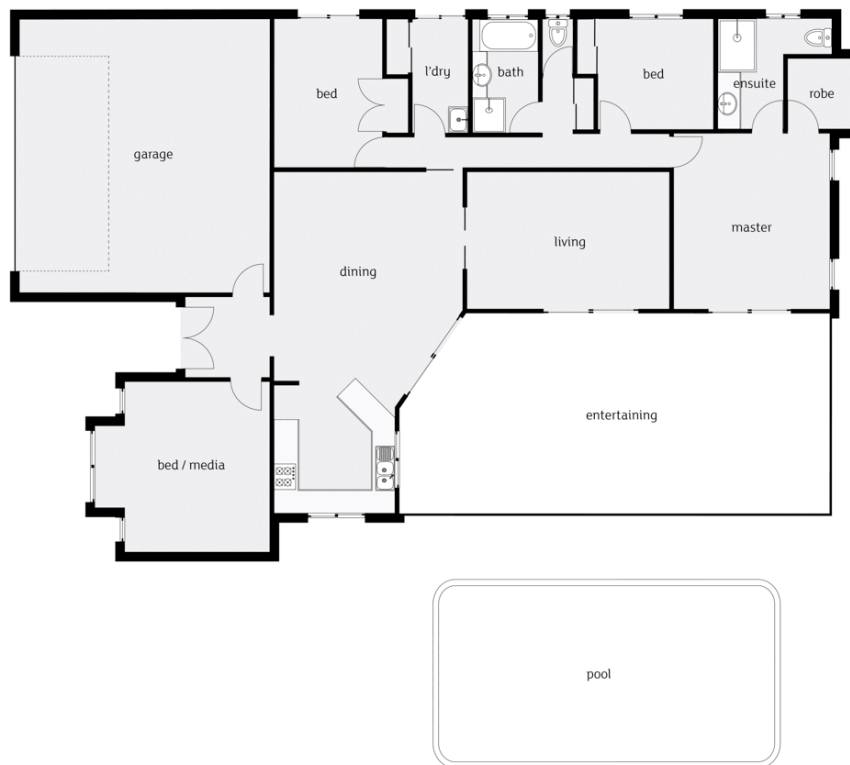 l'dry
bath
bed
bed
ensuite
robe
garage
master
living
dining
entertaining
bed / media
pool